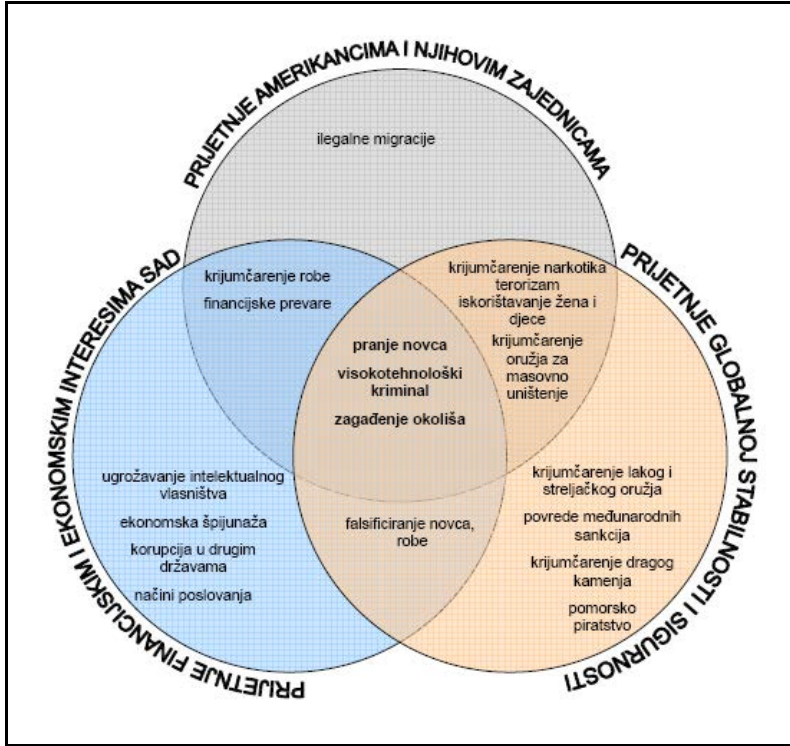 PRIJETNJE AMERIKANCIMA I NJIHOVIM ZAJEDNICAMA
ilegalne migracije
PRIJETNJE FINANCIJSKIM I EKONOMSKIM INTERESIMA SAD
PRIJETNJE GLOBALNOJ STABILNOSTI I SIGURNOSTI
krijumčarenje robe
financijske prevare
krijumčarenje narkotika
terorizam
iskorištavanje žena i
djece
krijumčarenje
oružja za
masovno
uništenje
pranje novca
visokotehnološki
kriminal
zagađenje okoliša
ugrožavanje intelektualnog
vlasništva
ekonomska špijunaža
korupcija u drugim
državama
načini poslovanja
falsificiranje novca,
robe
krijumčarenje lakog i
streljačkog oružja
povrede međunarodnih
sankcija
krijumčarenje dragog
kamenja
pomorsko
piratstvo